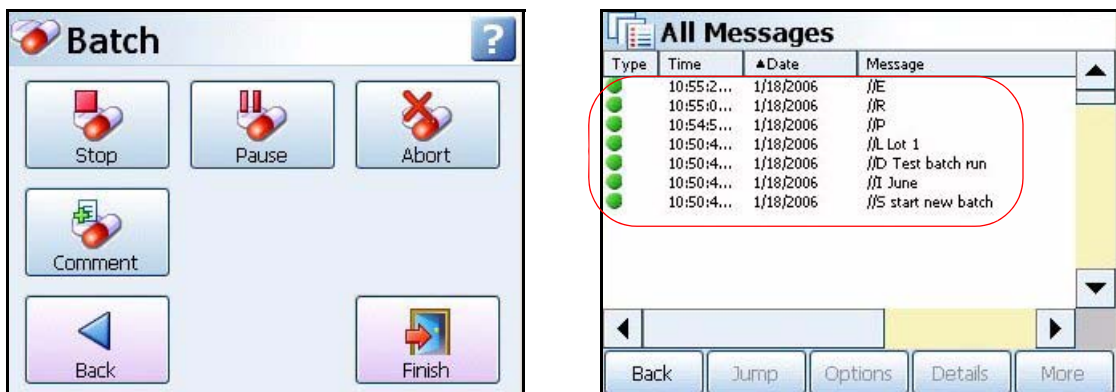 Batch
?
Stop
Pause
Abort
Comment
Back
Finish
All Messages
Type Time ▲Date Message
10:55:2... 1/18/2006 //E
10:55:0... 1/18/2006 //R
10:54:5... 1/18/2006 //P
10:50:4... 1/18/2006 //L Lot 1
10:50:4... 1/18/2006 //D Test batch run
10:50:4... 1/18/2006 //I June
10:50:4... 1/18/2006 //S start new batch
Back Jump Options Details More